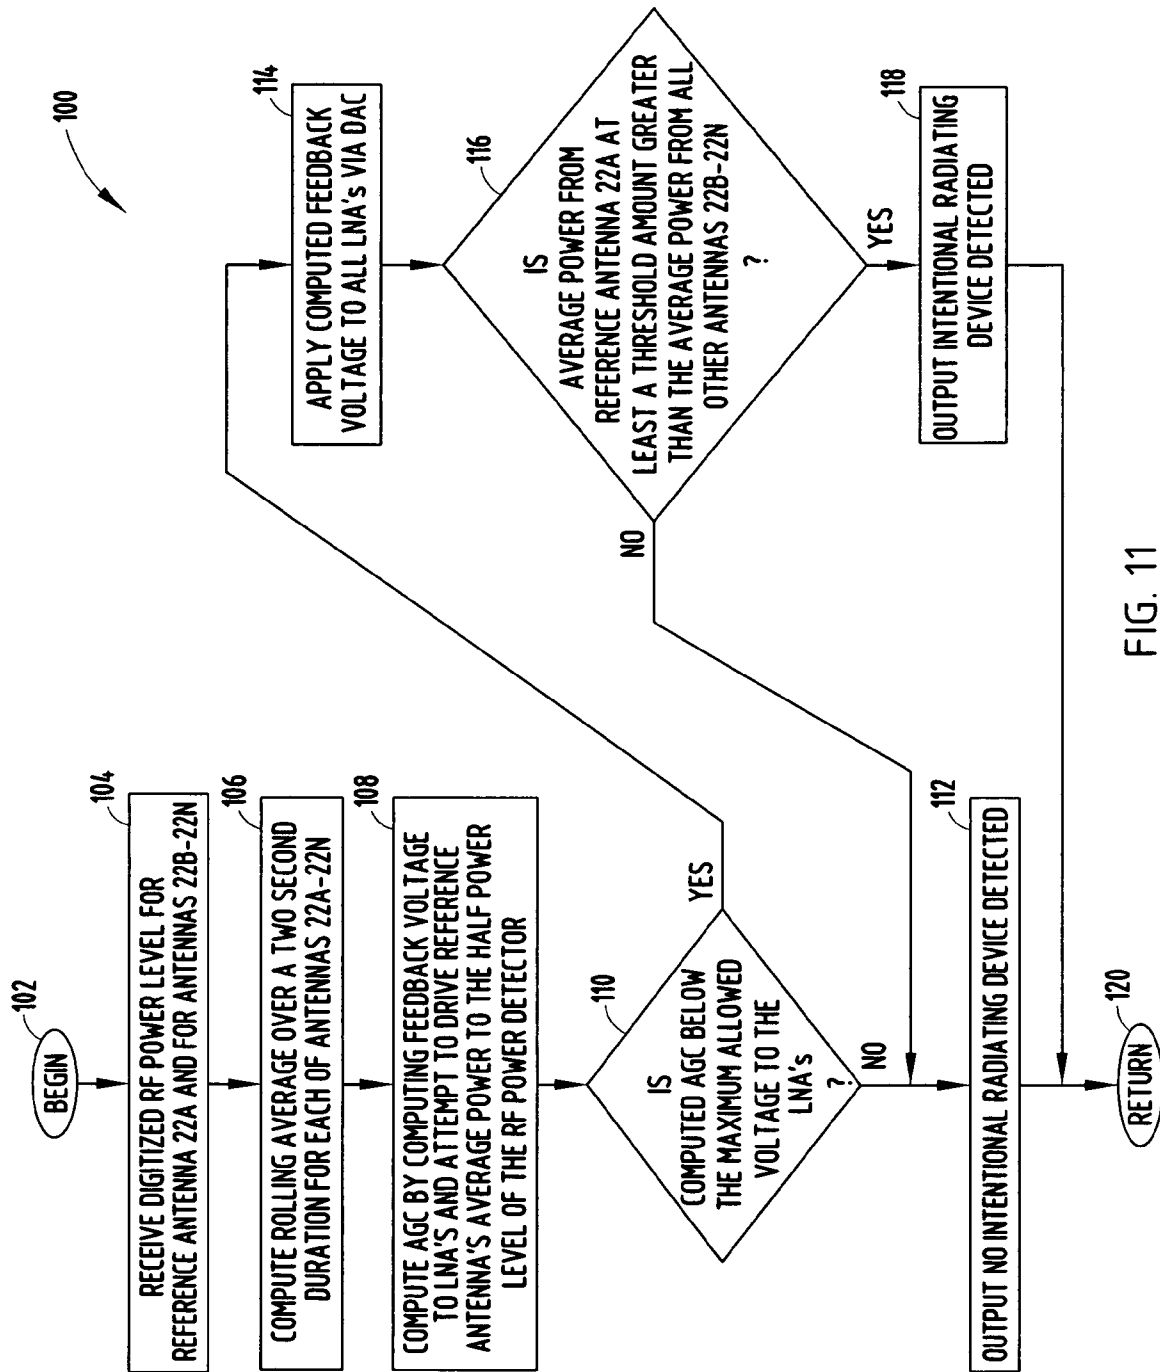 100
102
BEGIN
104
RECEIVE DIGITIZED RF POWER LEVEL FOR
REFERENCE ANTENNA 22A AND FOR ANTENNAS 22B-22N
106
COMPUTE ROLLING AVERAGE OVER A TWO SECOND
DURATION FOR EACH OF ANTENNAS 22A-22N
108
COMPUTE AGC BY COMPUTING FEEDBACK VOLTAGE
TO LNA's AND ATTEMPT TO DRIVE REFERENCE
ANTENNA'S AVERAGE POWER TO THE HALF POWER
LEVEL OF THE RF POWER DETECTOR
110
IS
COMPUTED AGC BELOW
THE MAXIMUM ALLOWED
VOLTAGE TO THE
LNA's
?
YES
NO
112
OUTPUT NO INTENTIONAL RADIATING DEVICE DETECTED
114
APPLY COMPUTED FEEDBACK
VOLTAGE TO ALL LNA's VIA DAC
116
IS
AVERAGE POWER FROM
REFERENCE ANTENNA 22A AT
LEAST A THRESHOLD AMOUNT GREATER
THAN THE AVERAGE POWER FROM ALL
OTHER ANTENNAS 22B-22N
?
NO
YES
118
OUTPUT INTENTIONAL RADIATING
DEVICE DETECTED
120
RETURN
FIG. 11